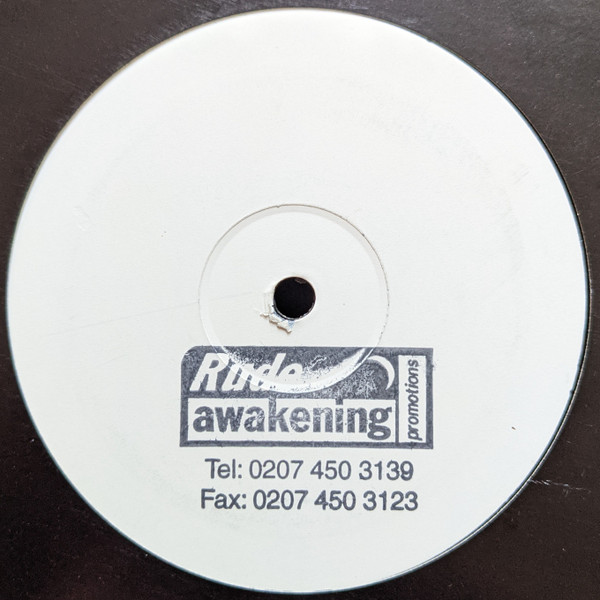 Rude
awakening
promotions
Tel: 0207 450 3139
Fax: 0207 450 3123